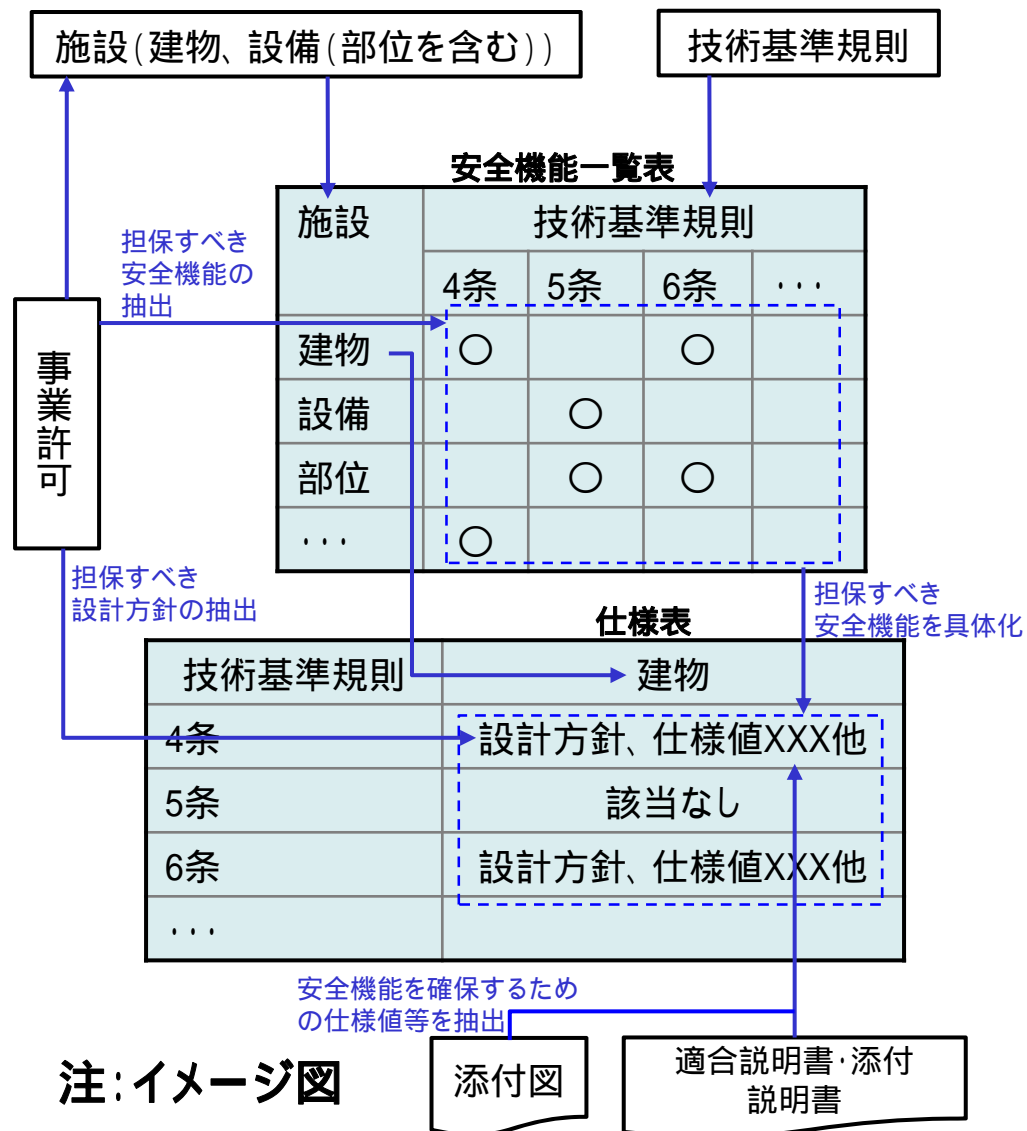 施設(建物、設備(部位を含む))
技術基準規則
安全機能一覧表
施設
技術基準規則
4条
5条
6条
・・・
担保すべき
安全機能の
抽出
事業許可
建物
○
○
設備
○
部位
○
○
・・・
○
担保すべき
設計方針の抽出
担保すべき
安全機能を具体化
仕様表
技術基準規則
建物
4条
設計方針、仕様値XXX他
5条
該当なし
6条
設計方針、仕様値XXX他
・・・
安全機能を確保するため
の仕様値等を抽出
注:イメージ図
添付図
適合説明書・添付
説明書